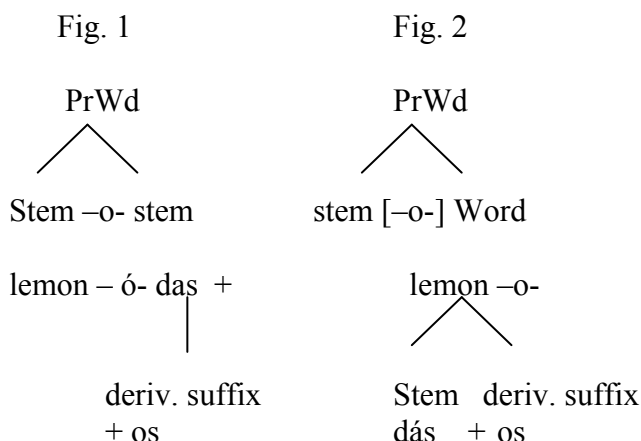 Fig. 1 Fig. 2
PrWd PrWd
Stem –o- stem stem [–o-] Word
lemon – ó- das + lemon –o-
deriv. suffix Stem deriv. suffix
+ os dás + os